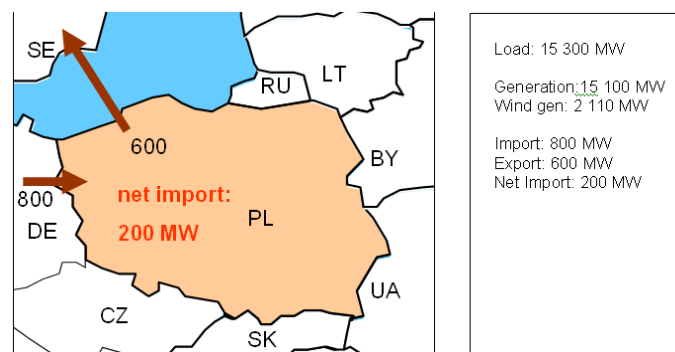 SE
RU
LT
600
BY
800
net import:
DE
PL
200 MW
UA
CZ
SK
Load: 15 300 MW
Generation:15 100 MW
Wind gen: 2 110 MW
Import: 800 MW
Export: 600 MW
Net Import: 200 MW